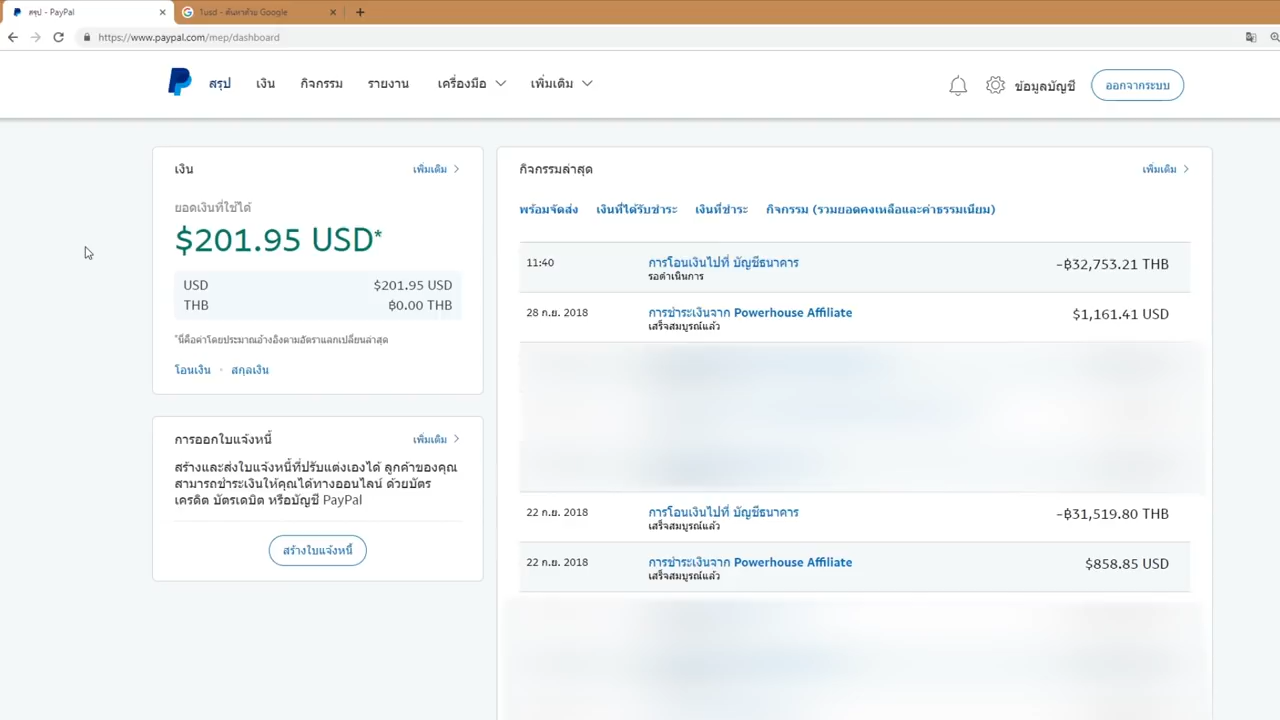 สรุป - PayPal
1usd - ค้นหาด้วย Google
https://www.paypal.com/mep/dashboard
สรุป เงิน กิจกรรม รายงาน เครื่องมือ เพิ่มเติม ข้อมูลบัญชี ออกจากระบบ
เงิน เพิ่มเติม
ยอดเงินที่ใช้ได้
$201.95 USD*
USD $201.95 USD
THB ฿0.00 THB
*นี่คือค่าโดยประมาณอ้างอิงตามอัตราแลกเปลี่ยนล่าสุด
โอนเงิน • สกุลเงิน
การออกใบแจ้งหนี้ เพิ่มเติม
สร้างและส่งใบแจ้งหนี้ที่ปรับแต่งเองได้ ลูกค้าของคุณ
สามารถชำระเงินให้คุณได้ทางออนไลน์ ด้วยบัตร
เครดิต บัตรเดบิต หรือบัญชี PayPal
สร้างใบแจ้งหนี้
กิจกรรมล่าสุด เพิ่มเติม
พร้อมจัดส่ง เงินที่ได้รับชำระ เงินที่ชำระ กิจกรรม (รวมยอดคงเหลือและค่าธรรมเนียม)
11:40 การโอนเงินไปที่ บัญชีธนาคาร -฿32,753.21 THB
รอดำเนินการ
28 ก.ย. 2018 การชำระเงินจาก Powerhouse Affiliate $1,161.41 USD
เสร็จสมบูรณ์แล้ว
22 ก.ย. 2018 การโอนเงินไปที่ บัญชีธนาคาร -฿31,519.80 THB
เสร็จสมบูรณ์แล้ว
22 ก.ย. 2018 การชำระเงินจาก Powerhouse Affiliate $858.85 USD
เสร็จสมบูรณ์แล้ว